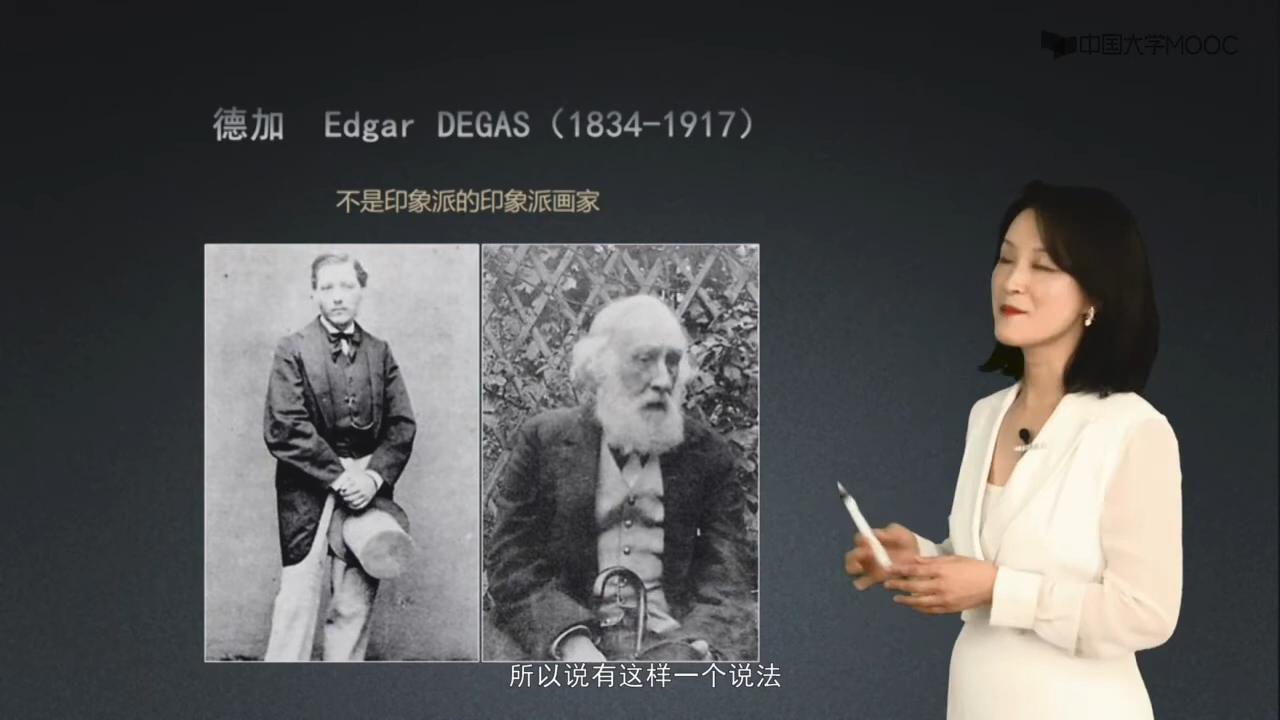 中国大学MOOC
德加 Edgar DEGAS（1834-1917）
不是印象派的印象派画家
所以说有这样一个说法